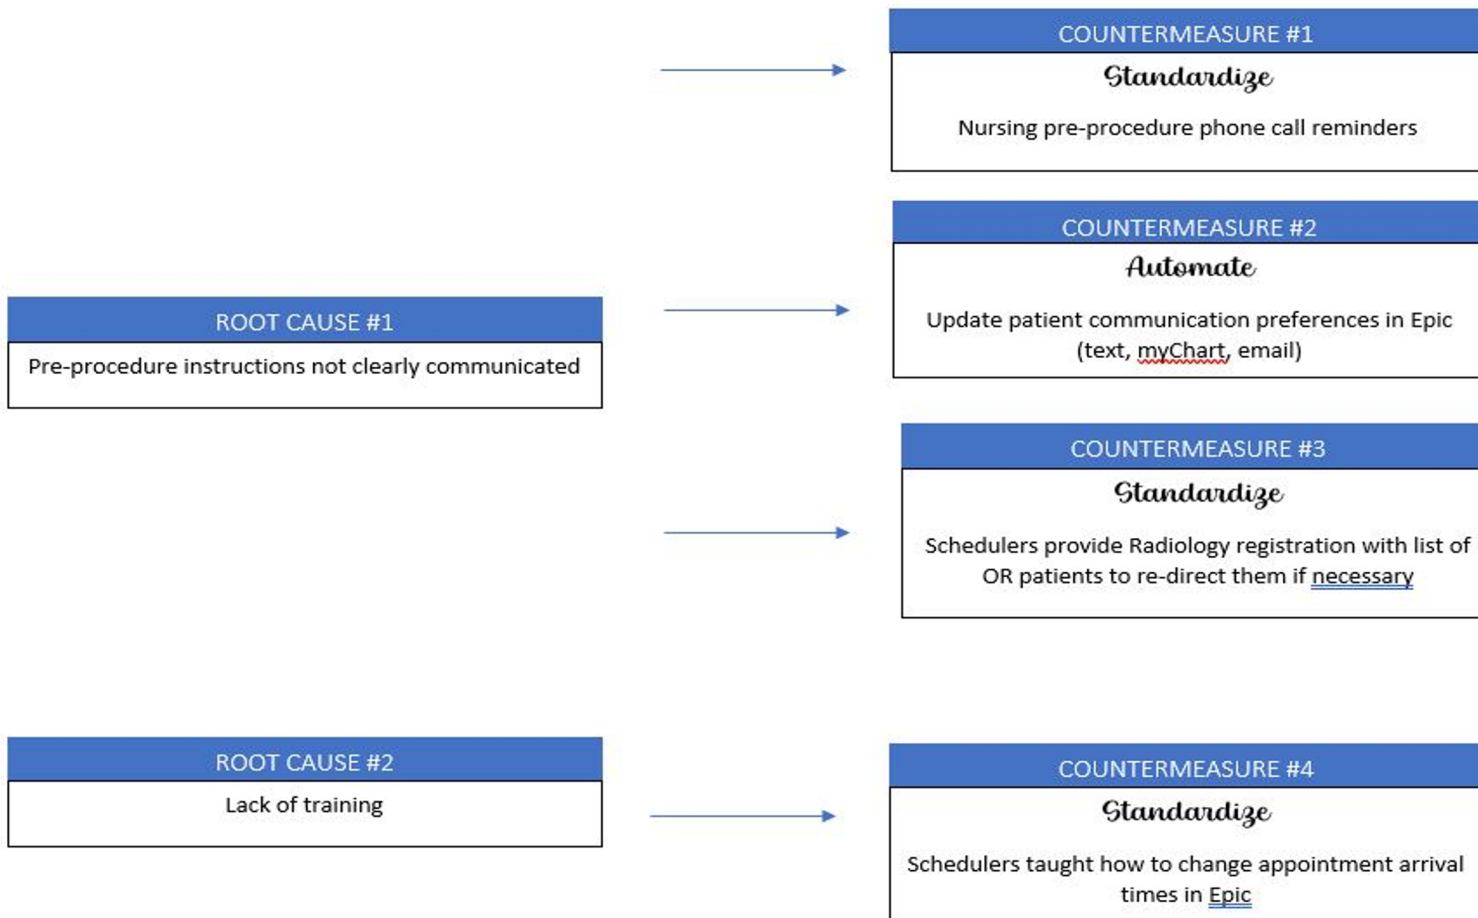 COUNTERMEASURE #1
Standardize
Nursing pre-procedure phone call reminders
COUNTERMEASURE #2
Automate
Update patient communication preferences in Epic
(text, myChart, email)
ROOT CAUSE #1
Pre-procedure instructions not clearly communicated
COUNTERMEASURE #3
Standardize
Schedulers provide Radiology registration with list of
OR patients to re-direct them if necessary
ROOT CAUSE #2
Lack of training
COUNTERMEASURE #4
Standardize
Schedulers taught how to change appointment arrival
times in Epic